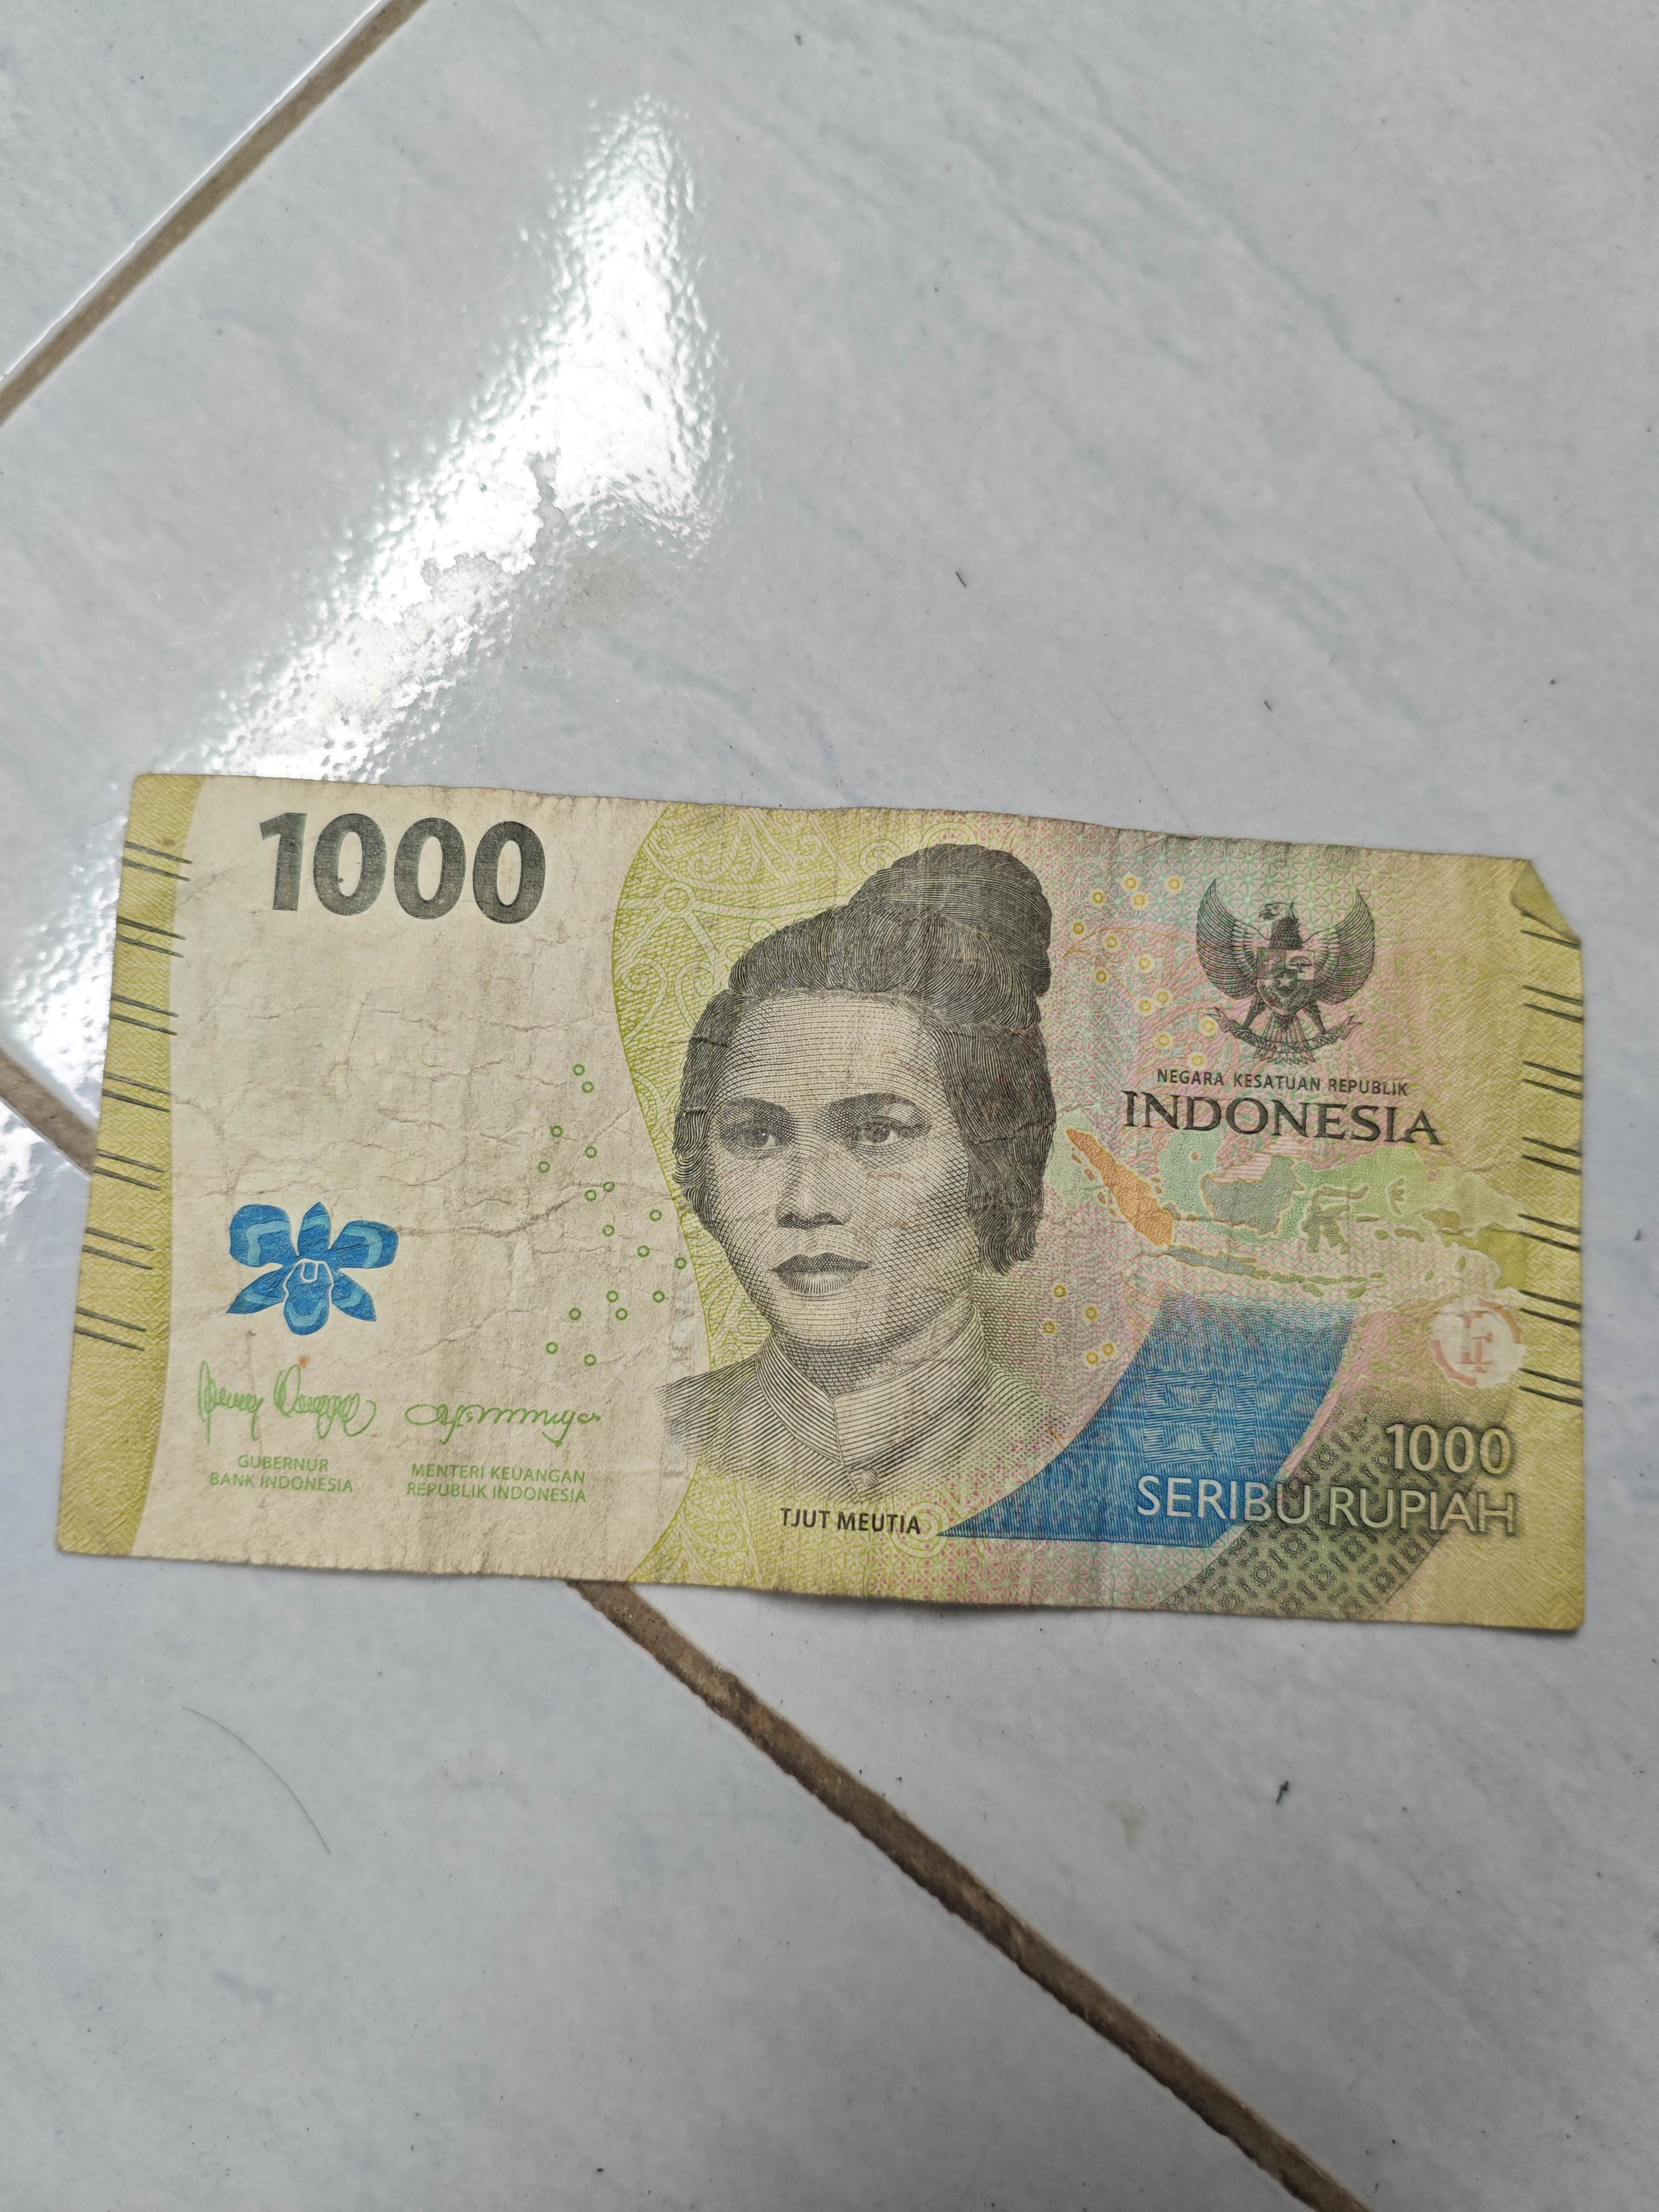 1000
NEGARA KESATUAN REPUBLIK
INDONESIA
GUBERNUR
BANK INDONESIA
MENTERI KEUANGAN
REPUBLIK INDONESIA
TJUT MEUTIA
1000
SERIBU RUPIAH